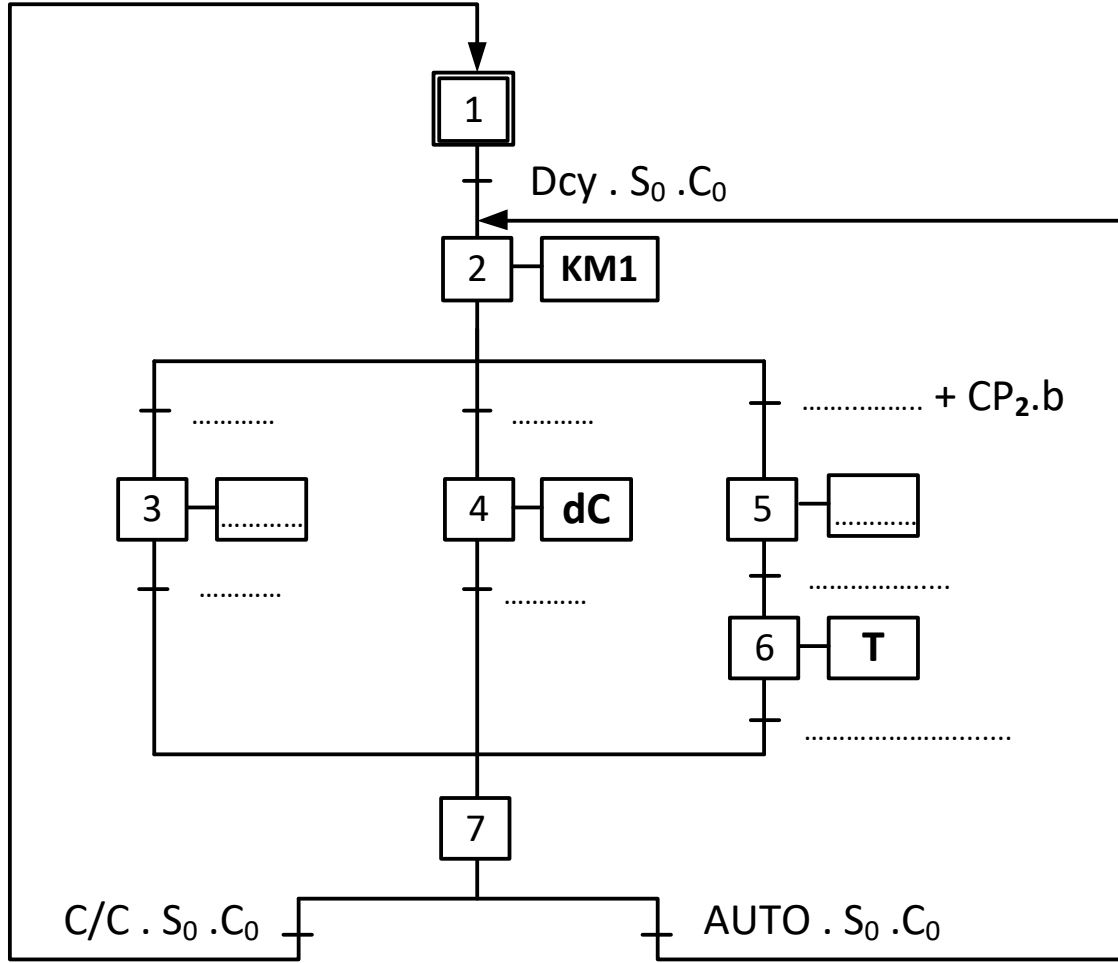 1
Dcy . S₀ .C₀
2
KM1
............
............
.................. + CP₂.b
3
............
4
dC
5
............
............
............
.....................
6
T
...........................
7
C/C . S₀ .C₀
AUTO . S₀ .C₀